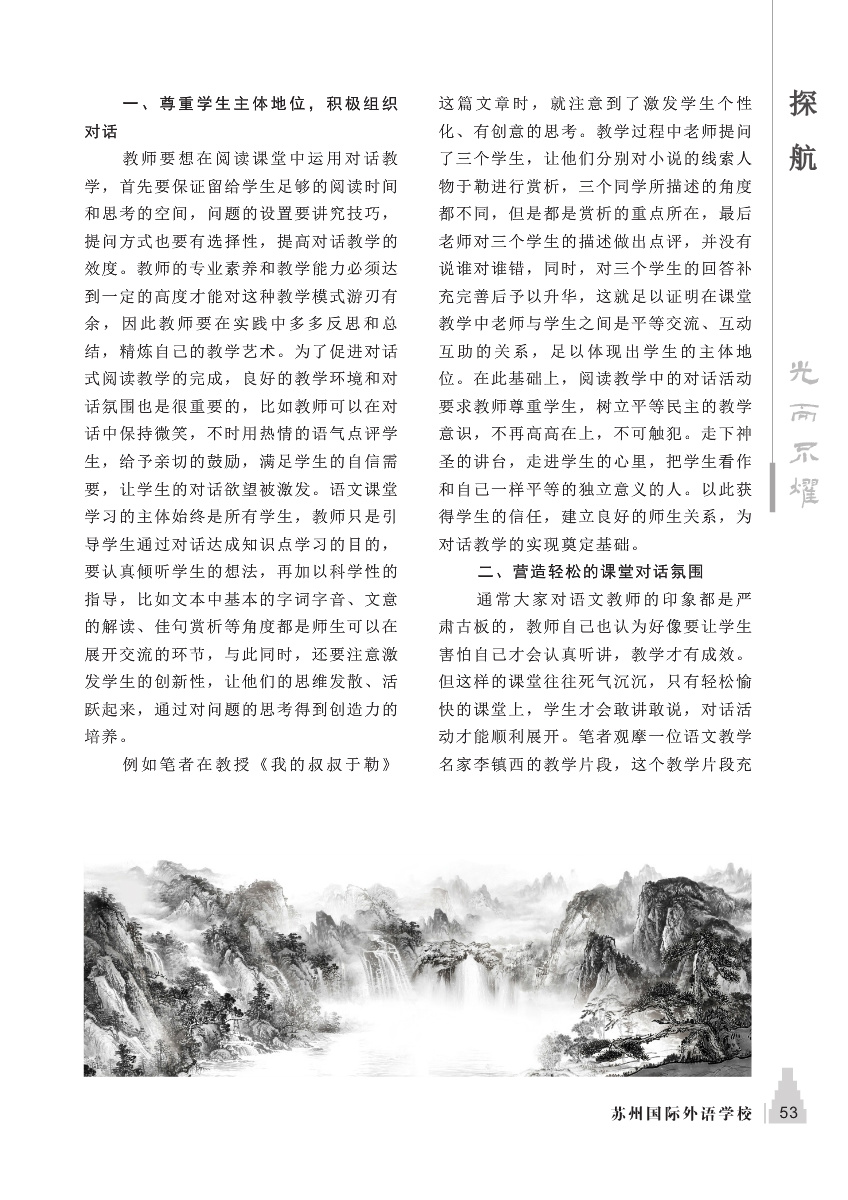 一、尊重学生主体地位，积极组织
对话
教师要想在阅读课堂中运用对话教
学，首先要保证留给学生足够的阅读时间
和思考的空间，问题的设置要讲究技巧，
提问方式也要有选择性，提高对话教学的
效度。教师的专业素养和教学能力必须达
到一定的高度才能对这种教学模式游刃有
余，因此教师要在实践中多多反思和总
结，精炼自己的教学艺术。为了促进对话
式阅读教学的完成，良好的教学环境和对
话氛围也是很重要的，比如教师可以在对
话中保持微笑，不时用热情的语气点评学
生，给予亲切的鼓励，满足学生的自信需
要，让学生的对话欲望被激发。语文课堂
学习的主体始终是所有学生，教师只是引
导学生通过对话达成知识点学习的目的，
要认真倾听学生的想法，再加以科学性的
指导，比如文本中基本的字词字音、文意
的解读、佳句赏析等角度都是师生可以在
展开交流的环节，与此同时，还要注意激
发学生的创新性，让他们的思维发散、活
跃起来，通过对问题的思考得到创造力的
培养。
例如笔者在教授《我的叔叔于勒》
这篇文章时，就注意到了激发学生个性
化、有创意的思考。教学过程中老师提问
了三个学生，让他们分别对小说的线索人
物于勒进行赏析，三个同学所描述的角度
都不同，但是都是赏析的重点所在，最后
老师对三个学生的描述做出点评，并没有
说谁对谁错，同时，对三个学生的回答补
充完善后予以升华，这就足以证明在课堂
教学中老师与学生之间是平等交流、互动
互助的关系，足以体现出学生的主体地
位。在此基础上，阅读教学中的对话活动
要求教师尊重学生，树立平等民主的教学
意识，不再高高在上，不可触犯。走下神
圣的讲台，走进学生的心里，把学生看作
和自己一样平等的独立意义的人。以此获
得学生的信任，建立良好的师生关系，为
对话教学的实现奠定基础。
二、营造轻松的课堂对话氛围
通常大家对语文教师的印象都是严
肃古板的，教师自己也认为好像要让学生
害怕自己才会认真听讲，教学才有成效。
但这样的课堂往往死气沉沉，只有轻松愉
快的课堂上，学生才会敢讲敢说，对话活
动才能顺利展开。笔者观摩一位语文教学
名家李镇西的教学片段，这个教学片段充
探航
光而不耀
苏州国际外语学校
53